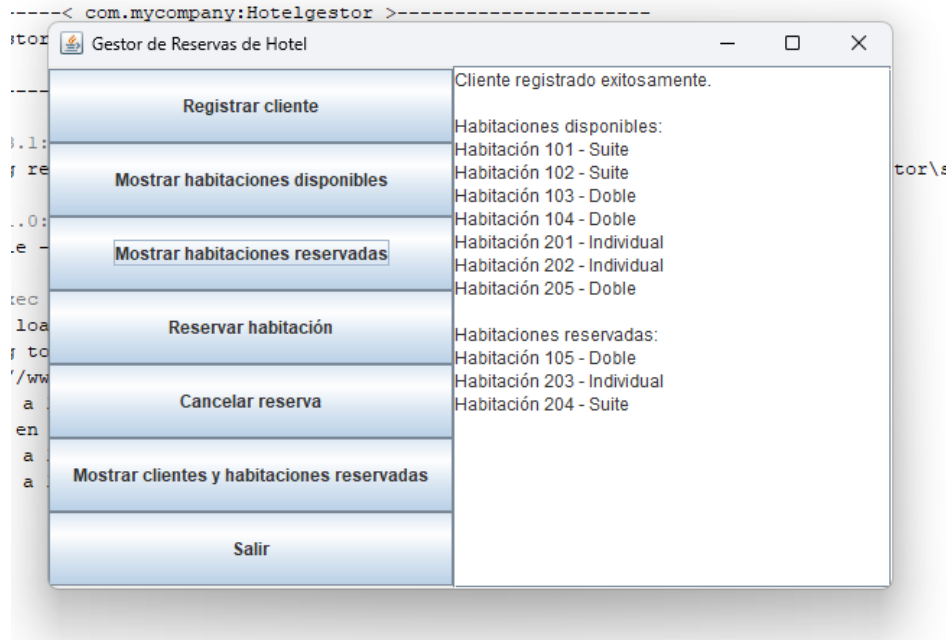 -----< com.mycompany:Hotelgestor >-----------------------
Gestor de Reservas de Hotel
Registrar cliente
Mostrar habitaciones disponibles
Mostrar habitaciones reservadas
Reservar habitación
Cancelar reserva
Mostrar clientes y habitaciones reservadas
Salir
Cliente registrado exitosamente.
Habitaciones disponibles:
Habitación 101 - Suite
Habitación 102 - Suite
Habitación 103 - Doble
Habitación 104 - Doble
Habitación 201 - Individual
Habitación 202 - Individual
Habitación 205 - Doble
Habitaciones reservadas:
Habitación 105 - Doble
Habitación 203 - Individual
Habitación 204 - Suite